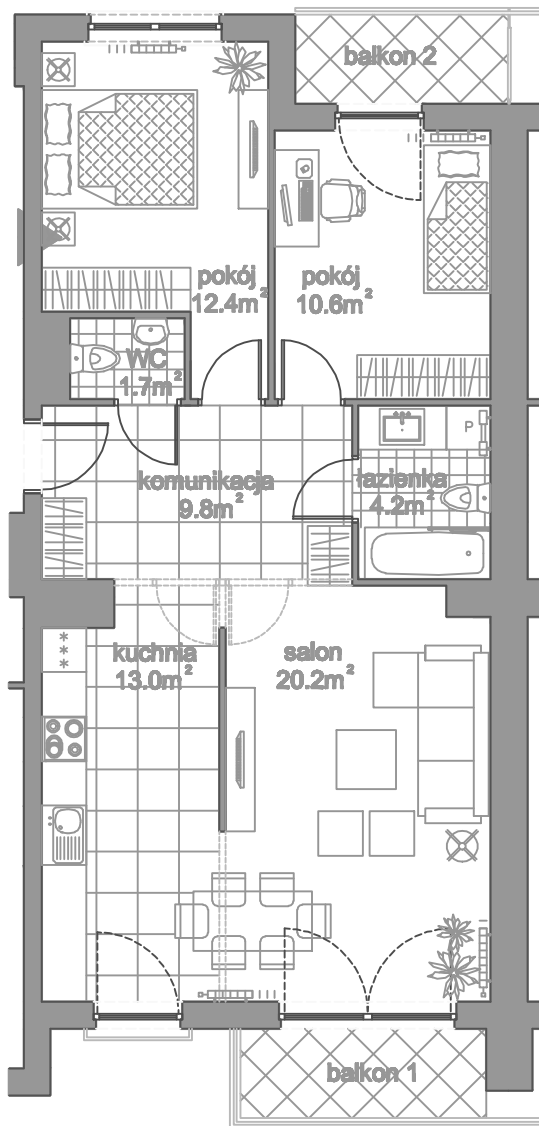 balkon 2
pokój
12.4m²
pokój
10.6m²
WC
1.7m²
P
komunikacja
9.8m²
łazienka
4.2m²
kuchnia
13.0m²
salon
20.2m²
balkon 1